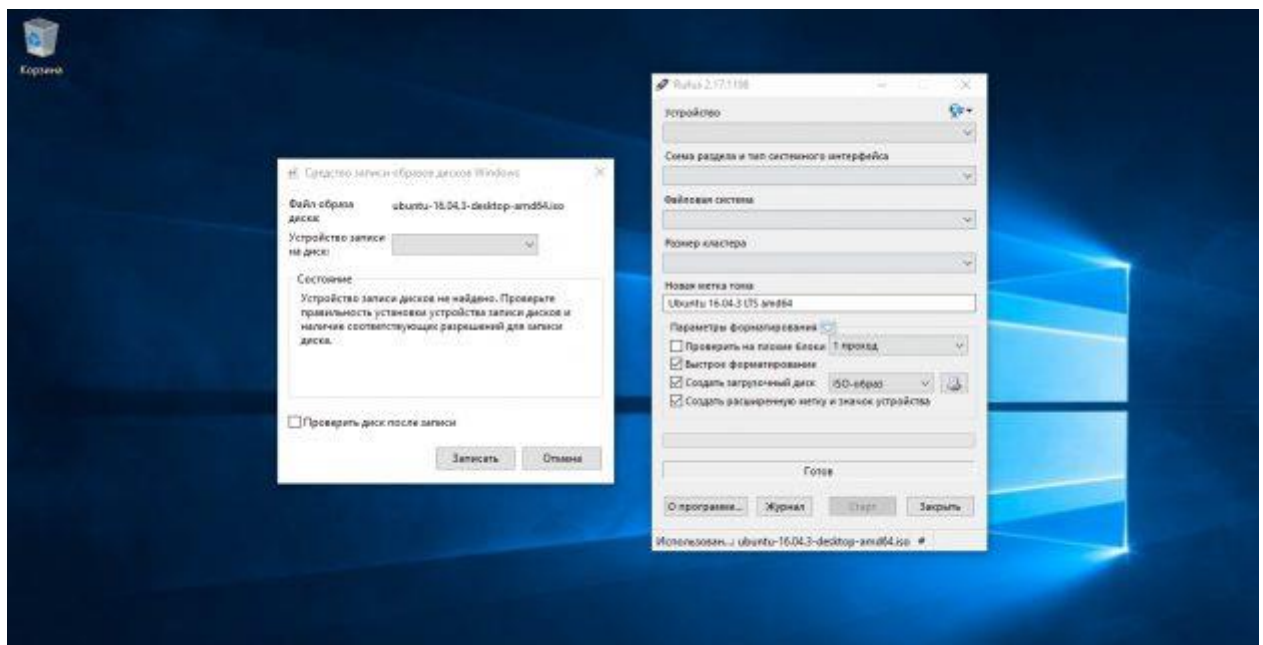 Корзина
Средство записи образов дисков Windows
Файл образа
диска:
ubuntu-16.04.3-desktop-amd64.iso
Устройство записи
на диск:
Состояние
Устройство записи дисков не найдено. Проверьте
правильность установки устройства записи дисков и
наличие соответствующих разрешений для записи
диска.
Проверить диск после записи
Записать
Отмена
Rufus 2.17.1198
Устройство
Схема раздела и тип системного интерфейса
Файловая система
Размер кластера
Новая метка тома
Ubuntu 16.04.3 LTS amd64
Параметры форматирования
Проверить на плохие блоки
1 проход
Быстрое форматирование
Создать загрузочный диск
ISO-образ
Создать расширенную метку и значок устройства
Готов
О программе...
Журнал
Старт
Закрыть
Использован...: ubuntu-16.04.3-desktop-amd64.iso
#